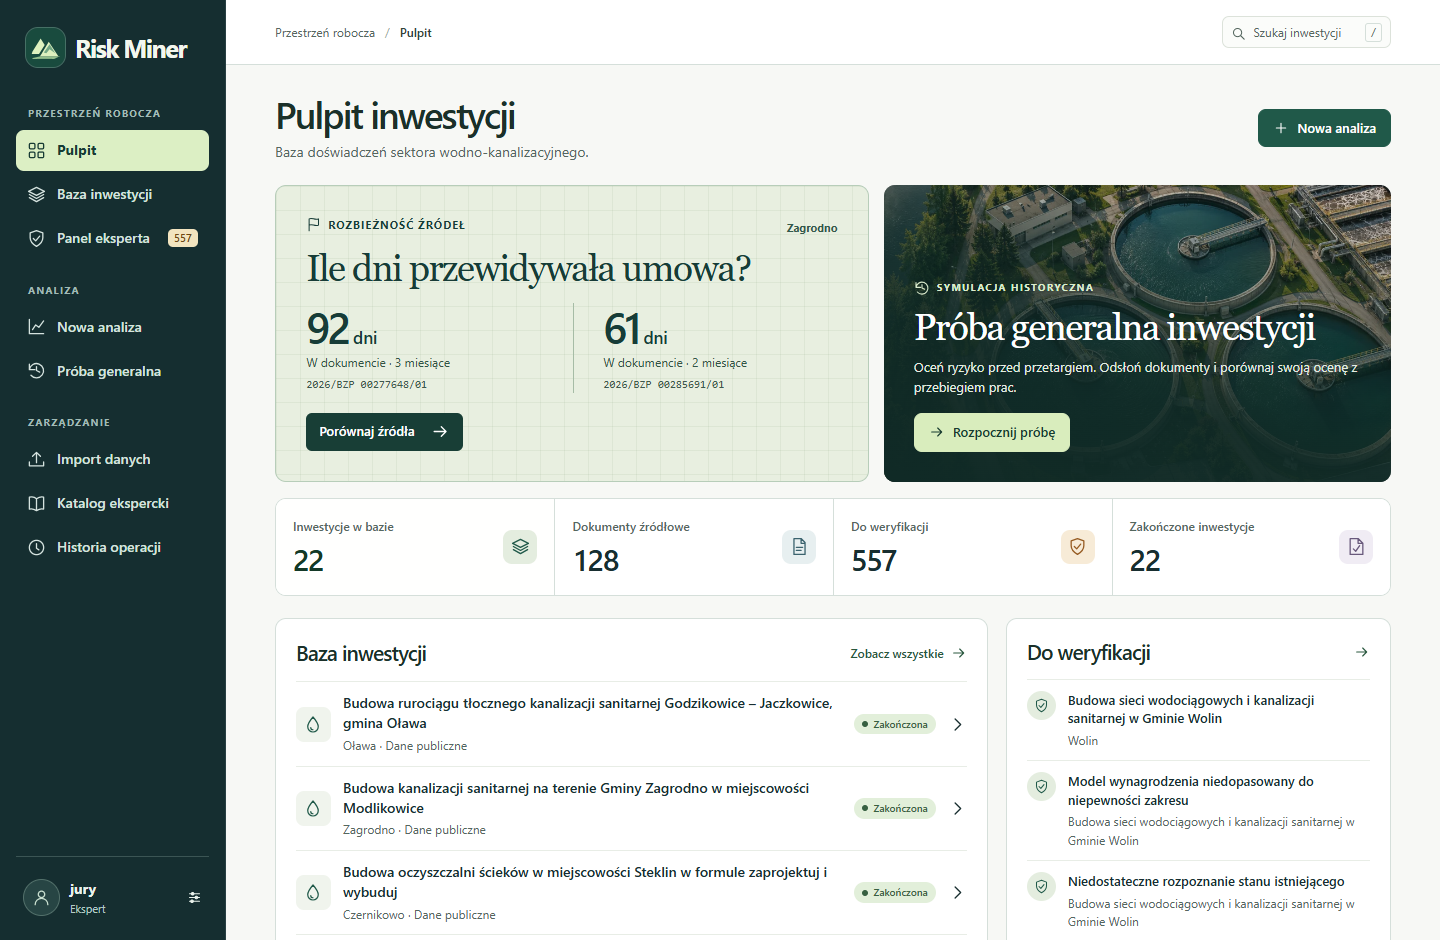 Risk Miner
PRZESTRZEŃ ROBOCZA
Pulpit
Baza inwestycji
Panel eksperta 557
ANALIZA
Nowa analiza
Próba generalna
ZARZĄDZANIE
Import danych
Katalog ekspercki
Historia operacji
jury
Ekspert
Przestrzeń robocza / Pulpit
Szukaj inwestycji /
Pulpit inwestycji
Baza doświadczeń sektora wodno-kanalizacyjnego.
Nowa analiza
ROZBIEŻNOŚĆ ŹRÓDEŁ
Zagrodno
Ile dni przewidywała umowa?
92 dni
W dokumencie · 3 miesiące
2026/BZP 00277648/01
61 dni
W dokumencie · 2 miesiące
2026/BZP 00285691/01
Porównaj źródła
SYMULACJA HISTORYCZNA
Próba generalna inwestycji
Oceń ryzyko przed przetargiem. Odsłoń dokumenty i porównaj swoją ocenę z
przebiegiem prac.
Rozpocznij próbę
Inwestycje w bazie
22
Dokumenty źródłowe
128
Do weryfikacji
557
Zakończone inwestycje
22
Baza inwestycji
Zobacz wszystkie
Budowa rurociągu tłocznego kanalizacji sanitarnej Godzikowice – Jaczkowice,
gmina Oława
Oława · Dane publiczne
Zakończona
Budowa kanalizacji sanitarnej na terenie Gminy Zagrodno w miejscowości
Modlikowice
Zagrodno · Dane publiczne
Zakończona
Budowa oczyszczalni ścieków w miejscowości Steklin w formule zaprojektuj i
wybuduj
Czernikowo · Dane publiczne
Zakończona
Do weryfikacji
Budowa sieci wodociągowych i kanalizacji
sanitarnej w Gminie Wolin
Wolin
Model wynagrodzenia niedopasowany do
niepewności zakresu
Budowa sieci wodociągowych i kanalizacji sanitarnej w
Gminie Wolin
Niedostateczne rozpoznanie stanu istniejącego
Budowa sieci wodociągowych i kanalizacji sanitarnej w
Gminie Wolin